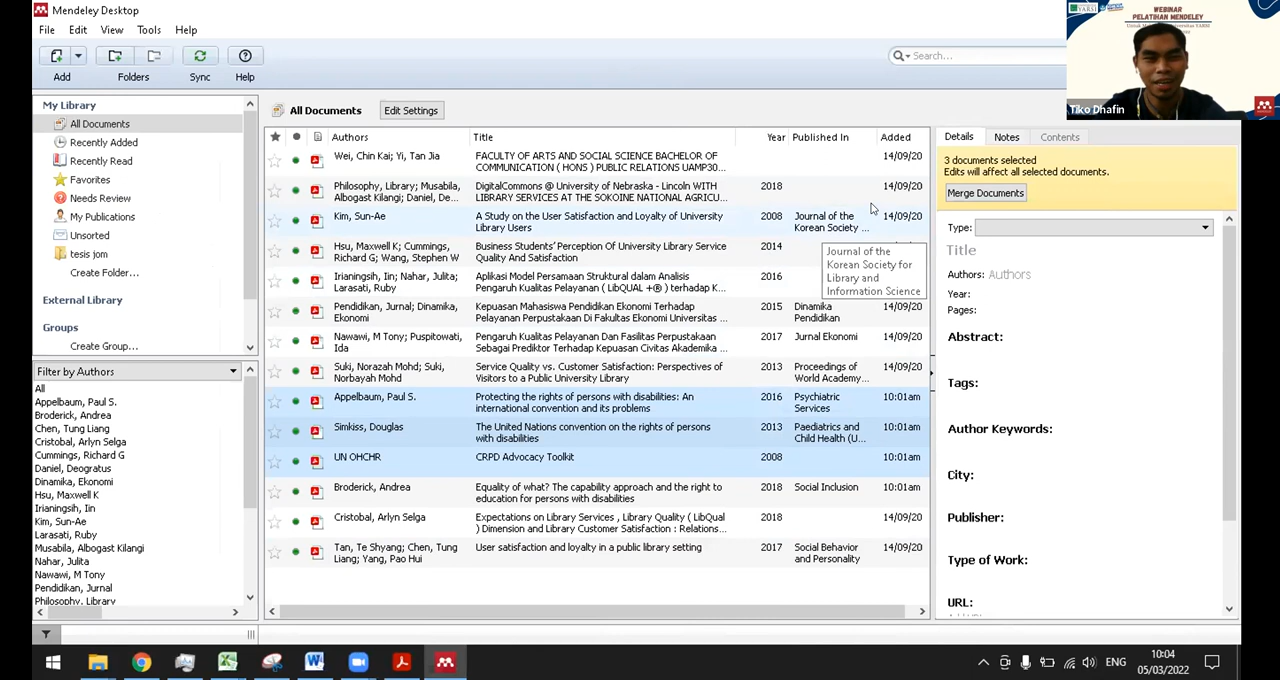 Mendeley Desktop
File Edit View Tools Help
Add Folders Sync Help
Search...
YARSI
WEBINAR
PELATIHAN MENDELEY
Tiko Dhafin
My Library
All Documents
Recently Added
Recently Read
Favorites
Needs Review
My Publications
Unsorted
tesis jom
Create Folder...
External Library
Groups
Create Group...
Filter by Authors
All
Appelbaum, Paul S.
Broderick, Andrea
Chen, Tung Liang
Cristobal, Arlyn Selga
Cummings, Richard G
Daniel, Deogratus
Dinamika, Ekonomi
Hsu, Maxwell K
Irianingsih, Iin
Kim, Sun-Ae
Larasati, Ruby
Musabila, Albogast Kilangi
Nahar, Julita
Nawawi, M Tony
Pendidikan, Jurnal
Philosophy, Library
All Documents Edit Settings
Authors Title Year Published In Added
Wei, Chin Kai; Yi, Tan Jia FACULTY OF ARTS AND SOCIAL SCIENCE BACHELOR OF 14/09/20
COMMUNICATION ( HONS ) PUBLIC RELATIONS UAMP30...
Philosophy, Library; Musabila, DigitalCommons @ University of Nebraska - Lincoln WITH 2018 14/09/20
Albogast Kilangi; Daniel, De... LIBRARY SERVICES AT THE SOKOINE NATIONAL AGRICU...
Kim, Sun-Ae A Study on the User Satisfaction and Loyalty of University 2008 Journal of the 14/09/20
Library Users Korean Society ...
Hsu, Maxwell K; Cummings, Business Students' Perception Of University Library Service 2014
Richard G; Wang, Stephen W Quality And Satisfaction
Journal of the
Korean Society for
Library and
Information Science
Irianingsih, Iin; Nahar, Julita; Aplikasi Model Persamaan Struktural dalam Analisis 2016 14/09/20
Larasati, Ruby Pengaruh Kualitas Pelayanan ( LibQUAL +® ) terhadap K...
Pendidikan, Jurnal; Dinamika, Kepuasan Mahasiswa Pendidikan Ekonomi Terhadap 2015 Dinamika 14/09/20
Ekonomi Pelayanan Perpustakaan Di Fakultas Ekonomi Universitas ... Pendidikan
Nawawi, M Tony; Puspitowati, Pengaruh Kualitas Pelayanan Dan Fasilitas Perpustakaan 2017 Jurnal Ekonomi 14/09/20
Ida Sebagai Prediktor Terhadap Kepuasan Civitas Akademika ...
Suki, Norazah Mohd; Suki, Service Quality vs. Customer Satisfaction: Perspectives of 2013 Proceedings of 14/09/20
Norbayah Mohd Visitors to a Public University Library World Academy...
Appelbaum, Paul S. Protecting the rights of persons with disabilities: An 2016 Psychiatric 10:01am
international convention and its problems Services
Simkiss, Douglas The United Nations convention on the rights of persons 2013 Paediatrics and 10:01am
with disabilities Child Health (U...
UN OHCHR CRPD Advocacy Toolkit 2008 10:01am
Broderick, Andrea Equality of what? The capability approach and the right to 2018 Social Inclusion 10:01am
education for persons with disabilities
Cristobal, Arlyn Selga Expectations on Library Services , Library Quality ( LibQual 2018 14/09/20
) Dimension and Library Customer Satisfaction : Relations...
Tan, Te Shyang; Chen, Tung User satisfaction and loyalty in a public library setting 2017 Social Behavior 14/09/20
Liang; Yang, Pao Hui and Personality
Details Notes Contents
3 documents selected
Edits will affect all selected documents.
Merge Documents
Type:
Title
Authors: Authors
Year:
Pages:
Abstract:
Tags:
Author Keywords:
City:
Publisher:
Type of Work:
URL:
ENG
10:04
05/03/2022